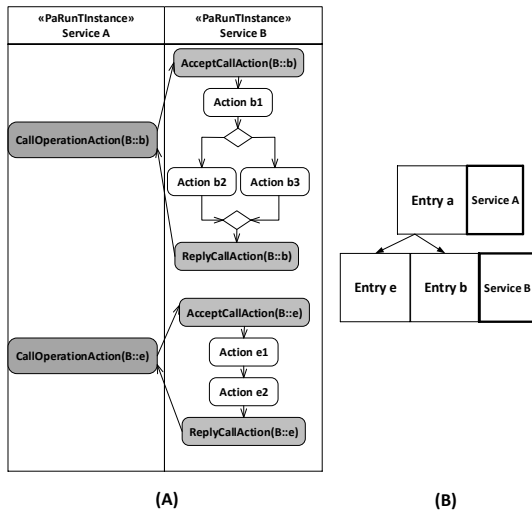 «PaRunTInstance»
Service A
«PaRunTInstance»
Service B
AcceptCallAction(B::b)
Action b1
CallOperationAction(B::b)
Action b2
Action b3
ReplyCallAction(B::b)
AcceptCallAction(B::e)
CallOperationAction(B::e)
Action e1
Action e2
ReplyCallAction(B::e)
(A)
Entry a
Service A
Entry e
Entry b
Service B
(B)